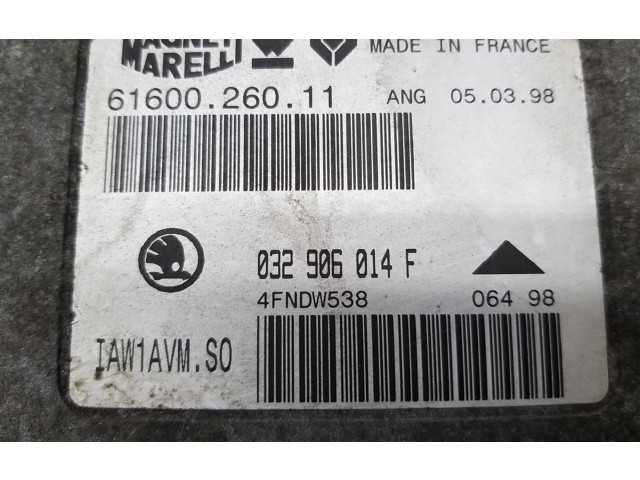 MAGNETI
MARELLI
MADE IN FRANCE
61600.260.11 ANG 05.03.98
032 906 014 F
4FNDW538 064 98
IAW1AVM.SO